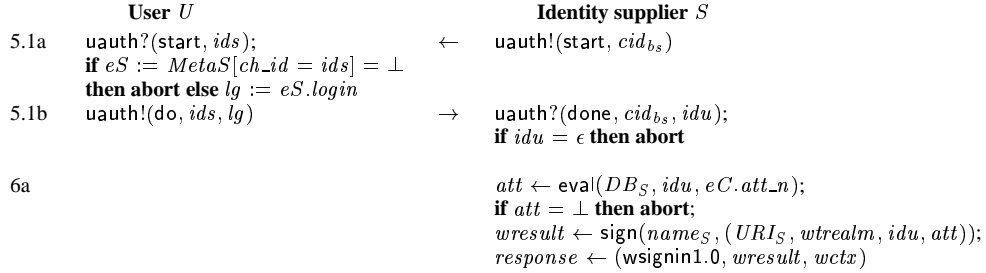 User U Identity supplier S
5.1a uauth?(start, ids); ← uauth!(start, cid_bs)
if eS := MetaS[ch_id = ids] = ⊥
then abort else lg := eS.login
5.1b uauth!(do, ids, lg) → uauth?(done, cid_bs, idu);
if idu = ϵ then abort
6a att ← eval(DB_S, idu, eC.att_n);
if att = ⊥ then abort;
wresult ← sign(name_S, (URI_S, wtrealm, idu, att));
response ← (wsignin1.0, wresult, wctx)